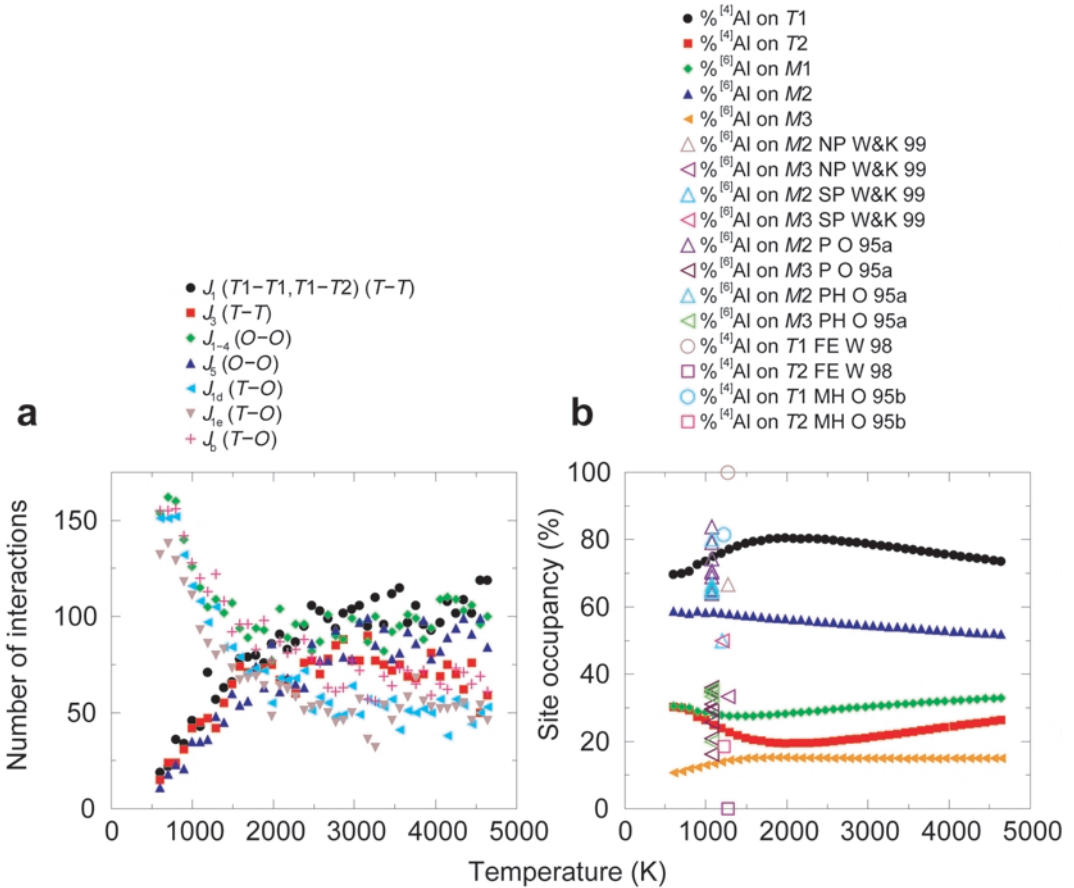 % [4]Al on T1
% [4]Al on T2
% [6]Al on M1
% [6]Al on M2
% [6]Al on M3
% [6]Al on M2 NP W&K 99
% [6]Al on M3 NP W&K 99
% [6]Al on M2 SP W&K 99
% [6]Al on M3 SP W&K 99
% [6]Al on M2 P O 95a
% [6]Al on M3 P O 95a
% [6]Al on M2 PH O 95a
% [6]Al on M3 PH O 95a
% [4]Al on T1 FE W 98
% [4]Al on T2 FE W 98
% [4]Al on T1 MH O 95b
% [4]Al on T2 MH O 95b
J1 (T1−T1,T1−T2) (T−T)
J3 (T−T)
J1−4 (O−O)
J5 (O−O)
J1d (T−O)
J1e (T−O)
Jb (T−O)
a
b
Number of interactions
150
100
50
0
0 1000 2000 3000 4000 5000
Site occupancy (%)
100
80
60
40
20
0
0 1000 2000 3000 4000 5000
Temperature (K)